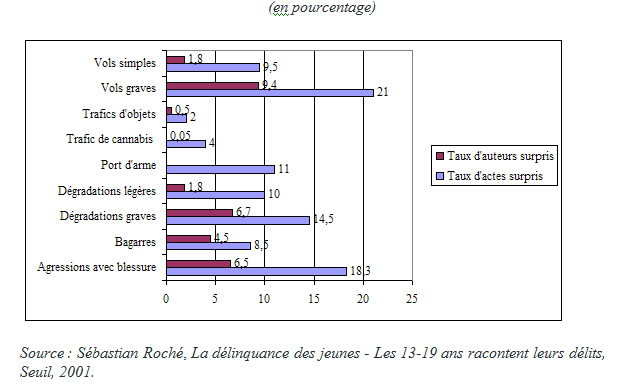 (en pourcentage)
Vols simples 1,8 9,5
Vols graves 9,4 21
Trafics d'objets 0,5 2
Trafic de cannabis 0,05 4
Port d'arme 11
Dégradations légères 1,8 10
Dégradations graves 6,7 14,5
Bagarres 4,5 8,5
Agressions avec blessure 6,5 18,3
0 5 10 15 20 25
Taux d'auteurs surpris
Taux d'actes surpris
Source : Sébastian Roché, La délinquance des jeunes - Les 13-19 ans racontent leurs délits,
Seuil, 2001.